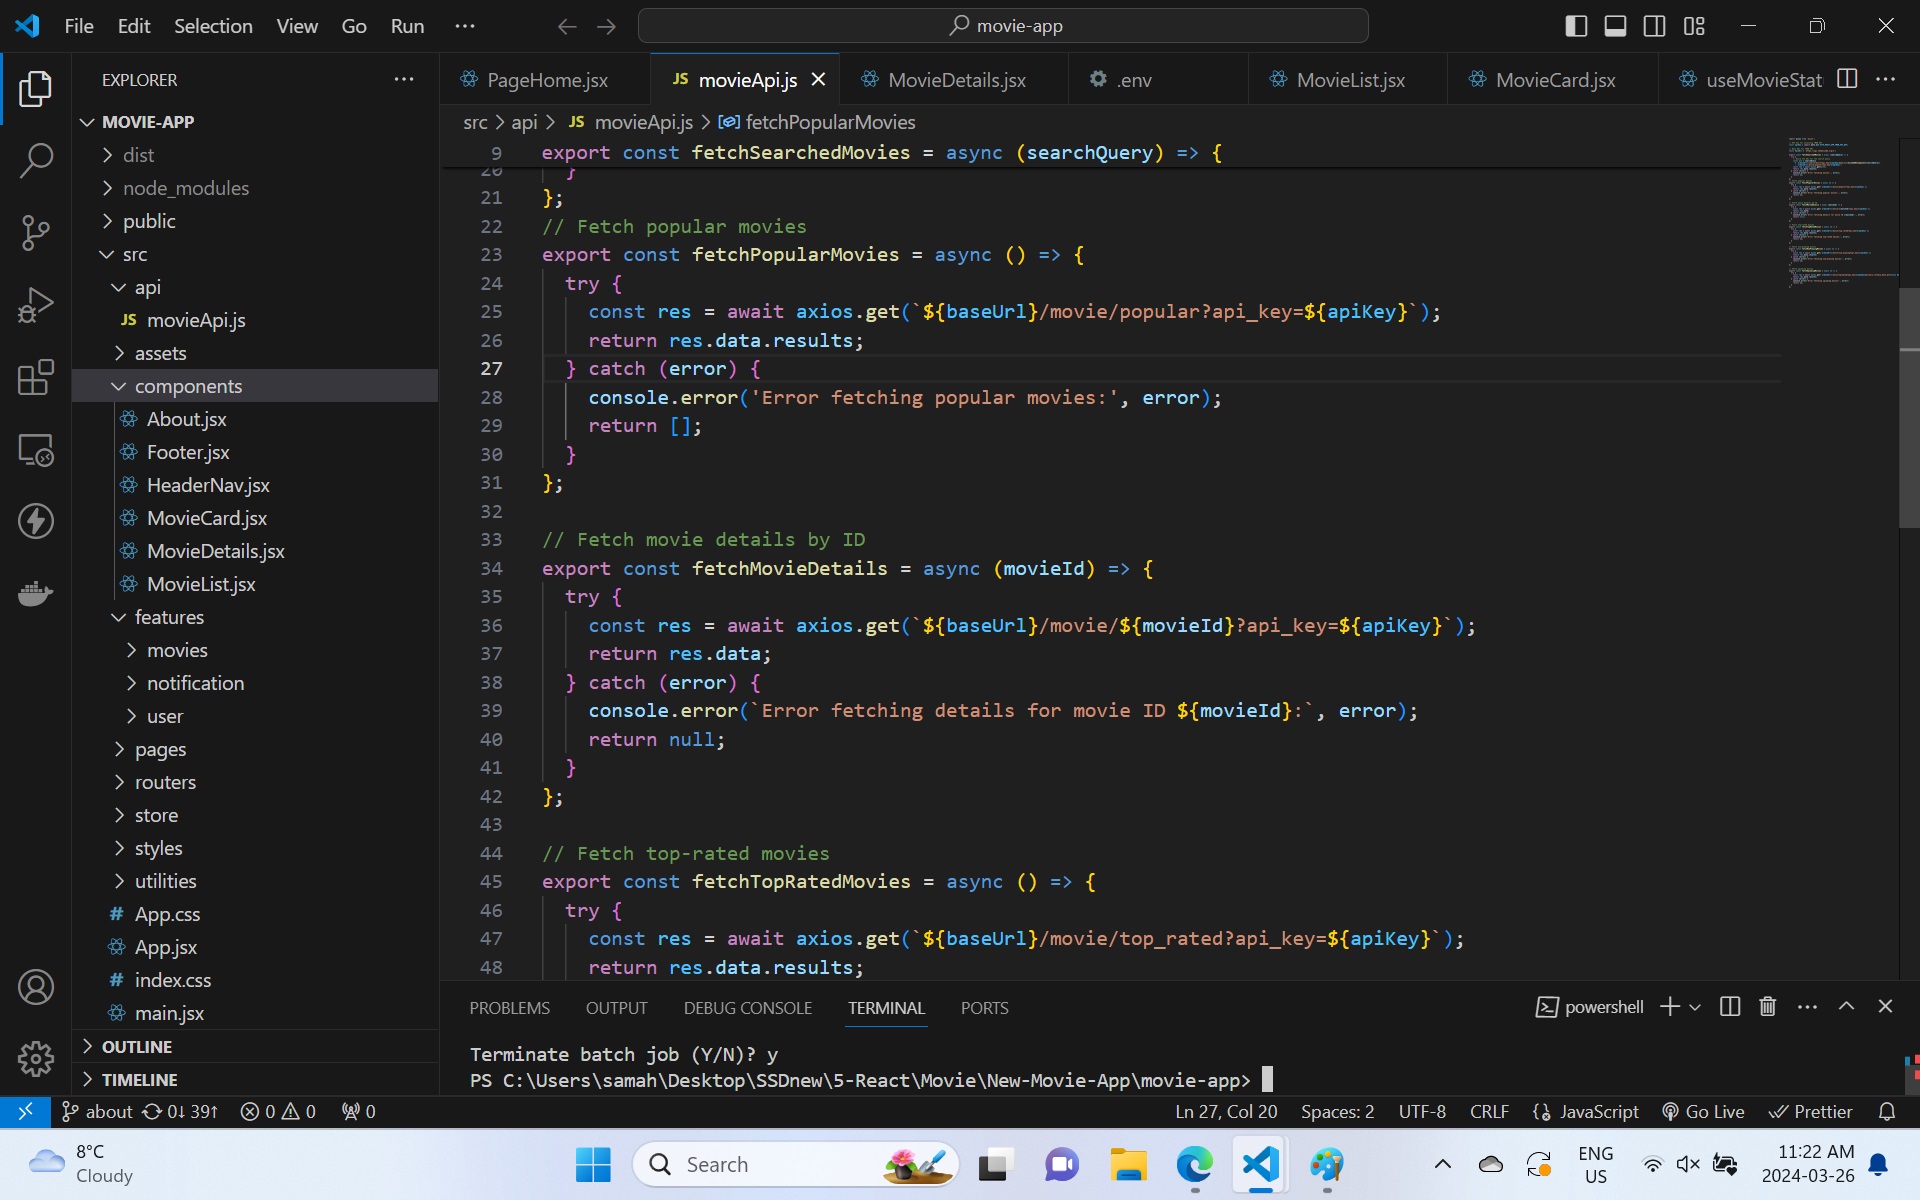 File Edit Selection View Go Run ···
movie-app
EXPLORER
PageHome.jsx
JS movieApi.js
MovieDetails.jsx
.env
MovieList.jsx
MovieCard.jsx
useMovieStat
MOVIE-APP
dist
node_modules
public
src
api
JS movieApi.js
assets
components
About.jsx
Footer.jsx
HeaderNav.jsx
MovieCard.jsx
MovieDetails.jsx
MovieList.jsx
features
movies
notification
user
pages
routers
store
styles
utilities
# App.css
App.jsx
# index.css
main.jsx
OUTLINE
TIMELINE
src > api > JS movieApi.js > fetchPopularMovies
9 export const fetchSearchedMovies = async (searchQuery) => {
20 }
21 };
22 // Fetch popular movies
23 export const fetchPopularMovies = async () => {
24 try {
25 const res = await axios.get(`${baseUrl}/movie/popular?api_key=${apiKey}`);
26 return res.data.results;
27 } catch (error) {
28 console.error('Error fetching popular movies:', error);
29 return [];
30 }
31 };
32
33 // Fetch movie details by ID
34 export const fetchMovieDetails = async (movieId) => {
35 try {
36 const res = await axios.get(`${baseUrl}/movie/${movieId}?api_key=${apiKey}`);
37 return res.data;
38 } catch (error) {
39 console.error(`Error fetching details for movie ID ${movieId}:`, error);
40 return null;
41 }
42 };
43
44 // Fetch top-rated movies
45 export const fetchTopRatedMovies = async () => {
46 try {
47 const res = await axios.get(`${baseUrl}/movie/top_rated?api_key=${apiKey}`);
48 return res.data.results;
PROBLEMS OUTPUT DEBUG CONSOLE TERMINAL PORTS
powershell
Terminate batch job (Y/N)? y
PS C:\Users\samah\Desktop\SSDnew\5-React\Movie\New-Movie-App\movie-app>
about 0↓ 39↑ 0 0 0
Ln 27, Col 20 Spaces: 2 UTF-8 CRLF JavaScript Go Live Prettier
8°C
Cloudy
Search
ENG
US
11:22 AM
2024-03-26